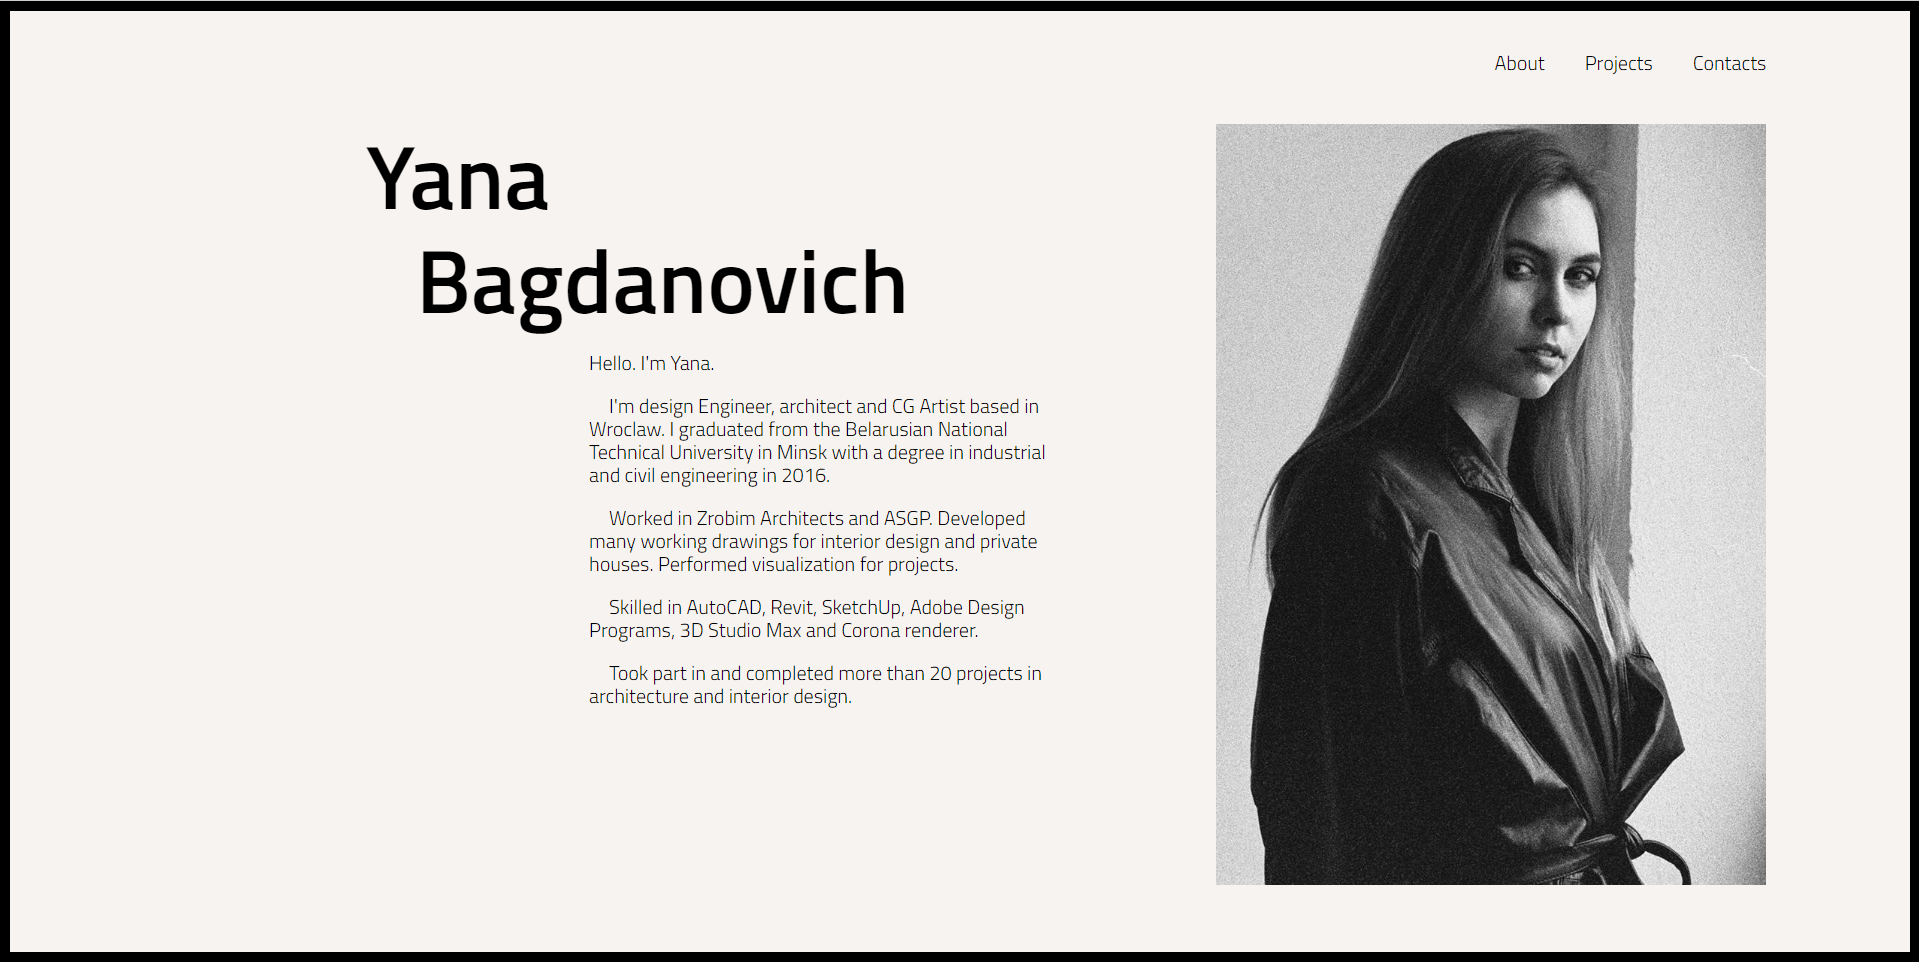 About Projects Contacts
Yana
Bagdanovich
Hello. I'm Yana.
I'm design Engineer, architect and CG Artist based in
Wroclaw. I graduated from the Belarusian National
Technical University in Minsk with a degree in industrial
and civil engineering in 2016.
Worked in Zrobim Architects and ASGP. Developed
many working drawings for interior design and private
houses. Performed visualization for projects.
Skilled in AutoCAD, Revit, SketchUp, Adobe Design
Programs, 3D Studio Max and Corona renderer.
Took part in and completed more than 20 projects in
architecture and interior design.